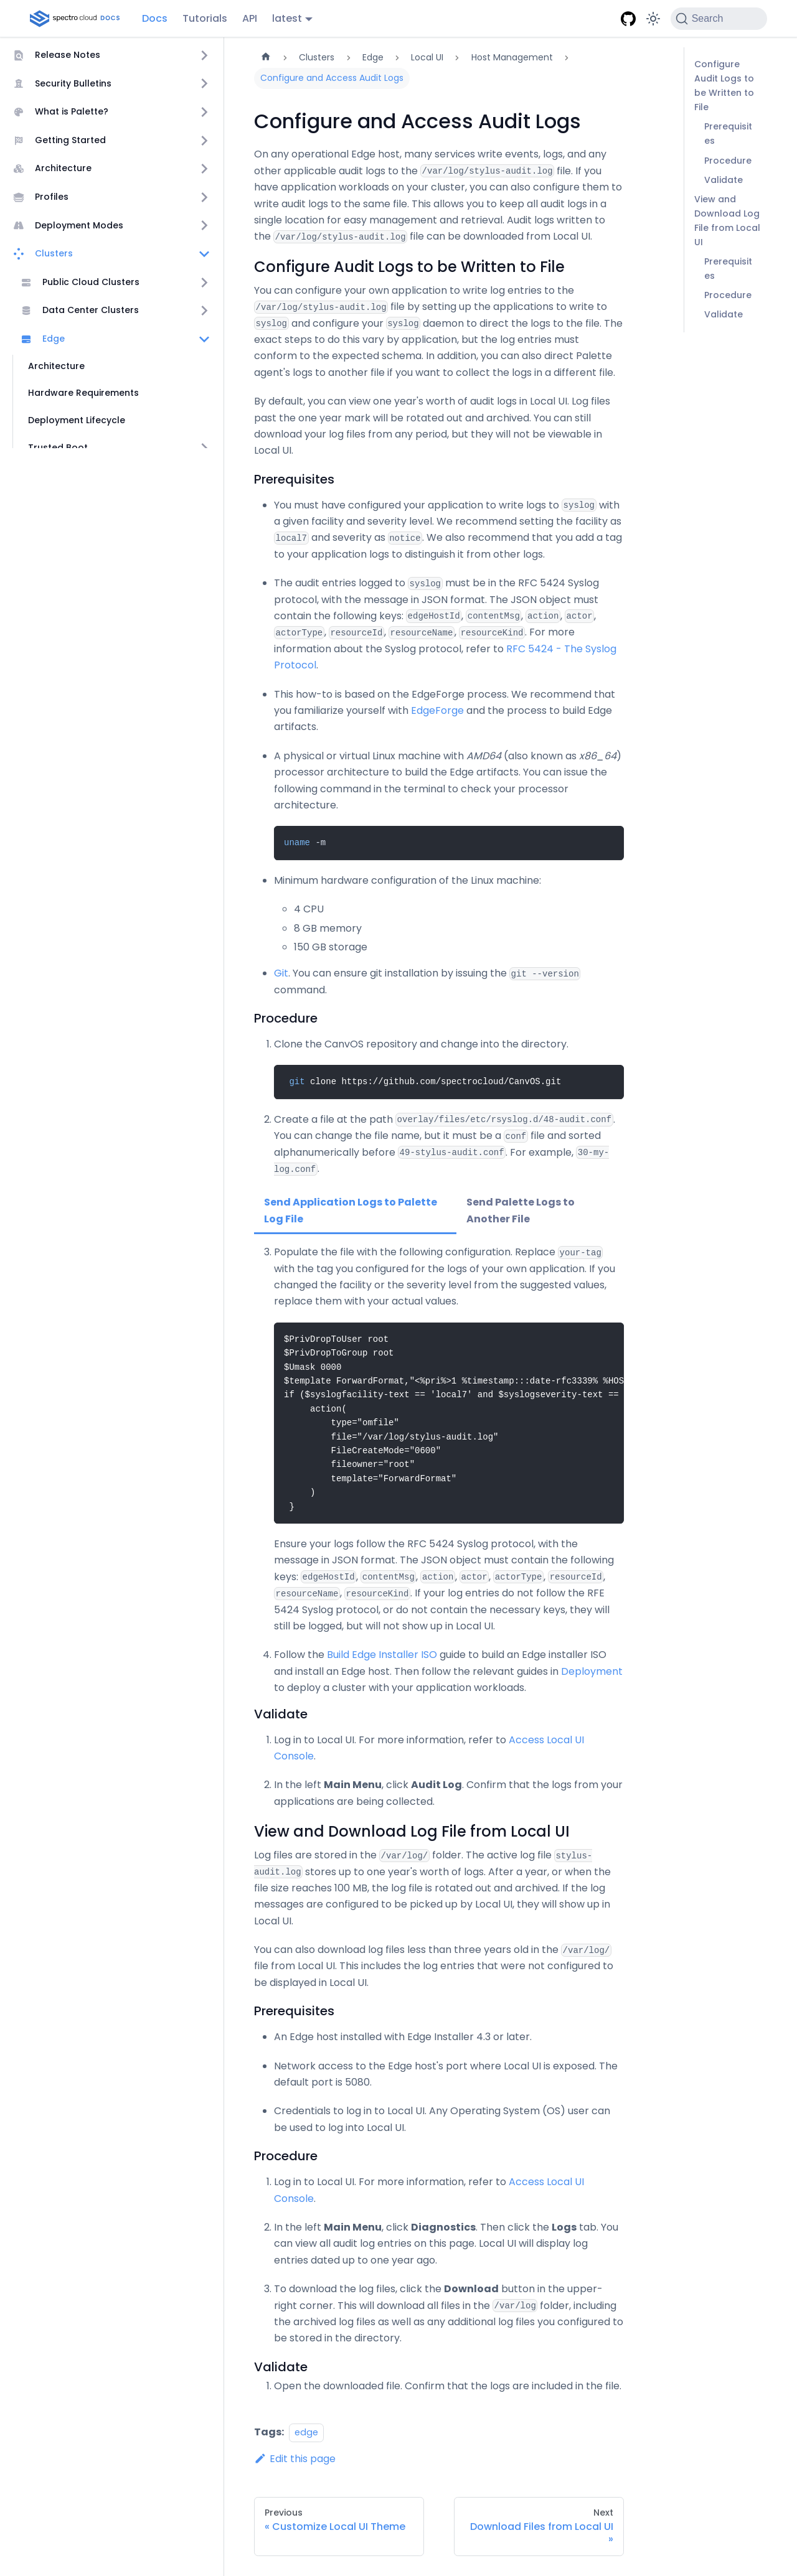 spectro cloud DOCS
Docs
Tutorials
API
latest
Search
Release Notes
Security Bulletins
What is Palette?
Getting Started
Architecture
Profiles
Deployment Modes
Clusters
Public Cloud Clusters
Data Center Clusters
Edge
Architecture
Hardware Requirements
Deployment Lifecycle
Trusted Boot
Clusters
Edge
Local UI
Host Management
Configure and Access Audit Logs
Configure and Access Audit Logs
On any operational Edge host, many services write events, logs, and any
other applicable audit logs to the /var/log/stylus-audit.log file. If you
have application workloads on your cluster, you can also configure them to
write audit logs to the same file. This allows you to keep all audit logs in a
single location for easy management and retrieval. Audit logs written to
the /var/log/stylus-audit.log file can be downloaded from Local UI.
Configure Audit Logs to be Written to File
You can configure your own application to write log entries to the
/var/log/stylus-audit.log file by setting up the applications to write to
syslog and configure your syslog daemon to direct the logs to the file. The
exact steps to do this vary by application, but the log entries must
conform to the expected schema. In addition, you can also direct Palette
agent's logs to another file if you want to collect the logs in a different file.
By default, you can view one year's worth of audit logs in Local UI. Log files
past the one year mark will be rotated out and archived. You can still
download your log files from any period, but they will not be viewable in
Local UI.
Prerequisites
• You must have configured your application to write logs to syslog with
a given facility and severity level. We recommend setting the facility as
local7 and severity as notice. We also recommend that you add a tag
to your application logs to distinguish it from other logs.
• The audit entries logged to syslog must be in the RFC 5424 Syslog
protocol, with the message in JSON format. The JSON object must
contain the following keys: edgeHostId, contentMsg, action, actor,
actorType, resourceId, resourceName, resourceKind. For more
information about the Syslog protocol, refer to RFC 5424 - The Syslog
Protocol.
• This how-to is based on the EdgeForge process. We recommend that
you familiarize yourself with EdgeForge and the process to build Edge
artifacts.
• A physical or virtual Linux machine with AMD64 (also known as x86_64)
processor architecture to build the Edge artifacts. You can issue the
following command in the terminal to check your processor
architecture.
uname -m
• Minimum hardware configuration of the Linux machine:
◦ 4 CPU
◦ 8 GB memory
◦ 150 GB storage
• Git. You can ensure git installation by issuing the git --version
command.
Procedure
1. Clone the CanvOS repository and change into the directory.
git clone https://github.com/spectrocloud/CanvOS.git
2. Create a file at the path overlay/files/etc/rsyslog.d/48-audit.conf.
You can change the file name, but it must be a conf file and sorted
alphanumerically before 49-stylus-audit.conf. For example, 30-my-
log.conf.
Send Application Logs to Palette
Log File
Send Palette Logs to
Another File
3. Populate the file with the following configuration. Replace your-tag
with the tag you configured for the logs of your own application. If you
changed the facility or the severity level from the suggested values,
replace them with your actual values.
$PrivDropToUser root
$PrivDropToGroup root
$Umask 0000
$template ForwardFormat,"<%pri%>1 %timestamp:::date-rfc3339% %HOS
if ($syslogfacility-text == 'local7' and $syslogseverity-text ==
action(
type="omfile"
file="/var/log/stylus-audit.log"
FileCreateMode="0600"
fileowner="root"
template="ForwardFormat"
)
}
Ensure your logs follow the RFC 5424 Syslog protocol, with the
message in JSON format. The JSON object must contain the following
keys: edgeHostId, contentMsg, action, actor, actorType, resourceId,
resourceName, resourceKind. If your log entries do not follow the RFE
5424 Syslog protocol, or do not contain the necessary keys, they will
still be logged, but will not show up in Local UI.
4. Follow the Build Edge Installer ISO guide to build an Edge installer ISO
and install an Edge host. Then follow the relevant guides in Deployment
to deploy a cluster with your application workloads.
Validate
1. Log in to Local UI. For more information, refer to Access Local UI
Console.
2. In the left Main Menu, click Audit Log. Confirm that the logs from your
applications are being collected.
View and Download Log File from Local UI
Log files are stored in the /var/log/ folder. The active log file stylus-
audit.log stores up to one year's worth of logs. After a year, or when the
file size reaches 100 MB, the log file is rotated out and archived. If the log
messages are configured to be picked up by Local UI, they will show up in
Local UI.
You can also download log files less than three years old in the /var/log/
file from Local UI. This includes the log entries that were not configured to
be displayed in Local UI.
Prerequisites
• An Edge host installed with Edge Installer 4.3 or later.
• Network access to the Edge host's port where Local UI is exposed. The
default port is 5080.
• Credentials to log in to Local UI. Any Operating System (OS) user can
be used to log into Local UI.
Procedure
1. Log in to Local UI. For more information, refer to Access Local UI
Console.
2. In the left Main Menu, click Diagnostics. Then click the Logs tab. You
can view all audit log entries on this page. Local UI will display log
entries dated up to one year ago.
3. To download the log files, click the Download button in the upper-
right corner. This will download all files in the /var/log folder, including
the archived log files as well as any additional log files you configured to
be stored in the directory.
Validate
1. Open the downloaded file. Confirm that the logs are included in the file.
Tags: edge
Edit this page
Previous
« Customize Local UI Theme
Next
Download Files from Local UI
»
Configure
Audit Logs to
be Written to
File
Prerequisit
es
Procedure
Validate
View and
Download Log
File from Local
UI
Prerequisit
es
Procedure
Validate